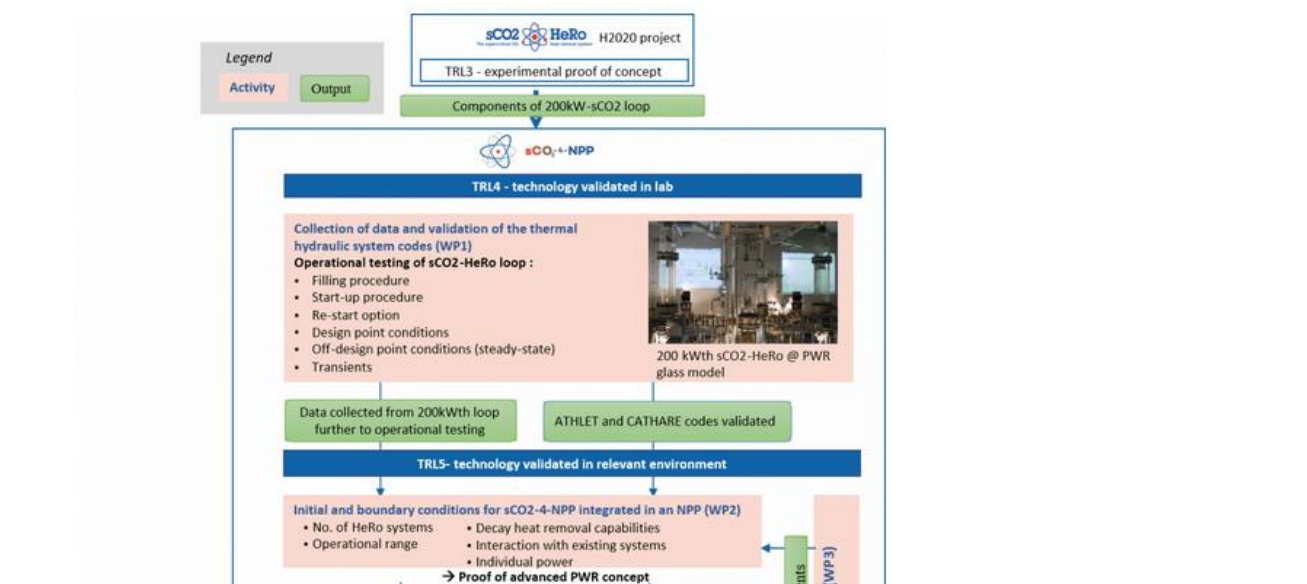 sCO2 HeRo H2020 project
TRL3 - experimental proof of concept
Legend
Activity
Output
Components of 200kW-sCO2 loop
sCO₂-4-NPP
TRL4 - technology validated in lab
Collection of data and validation of the thermal
hydraulic system codes (WP1)
Operational testing of sCO2-HeRo loop :
• Filling procedure
• Start-up procedure
• Re-start option
• Design point conditions
• Off-design point conditions (steady-state)
• Transients
200 kWth sCO2-HeRo @ PWR
glass model
Data collected from 200kWth loop
further to operational testing
ATHLET and CATHARE codes validated
TRL5- technology validated in relevant environment
Initial and boundary conditions for sCO2-4-NPP integrated in an NPP (WP2)
• No. of HeRo systems
• Operational range
• Decay heat removal capabilities
• Interaction with existing systems
• Individual power
→ Proof of advanced PWR concept
WP3)